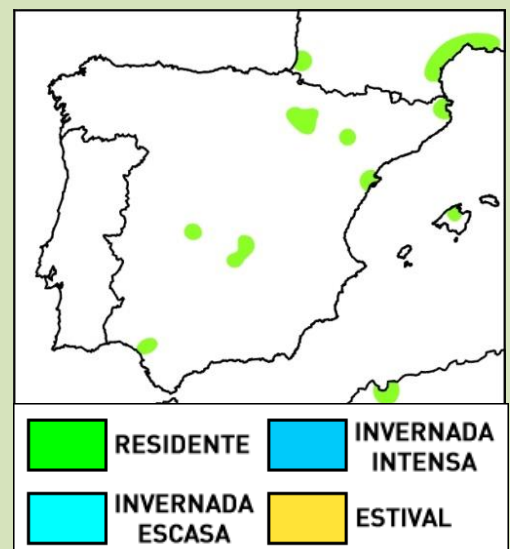 RESIDENTE
INVERNADA
INTENSA
INVERNADA
ESCASA
ESTIVAL